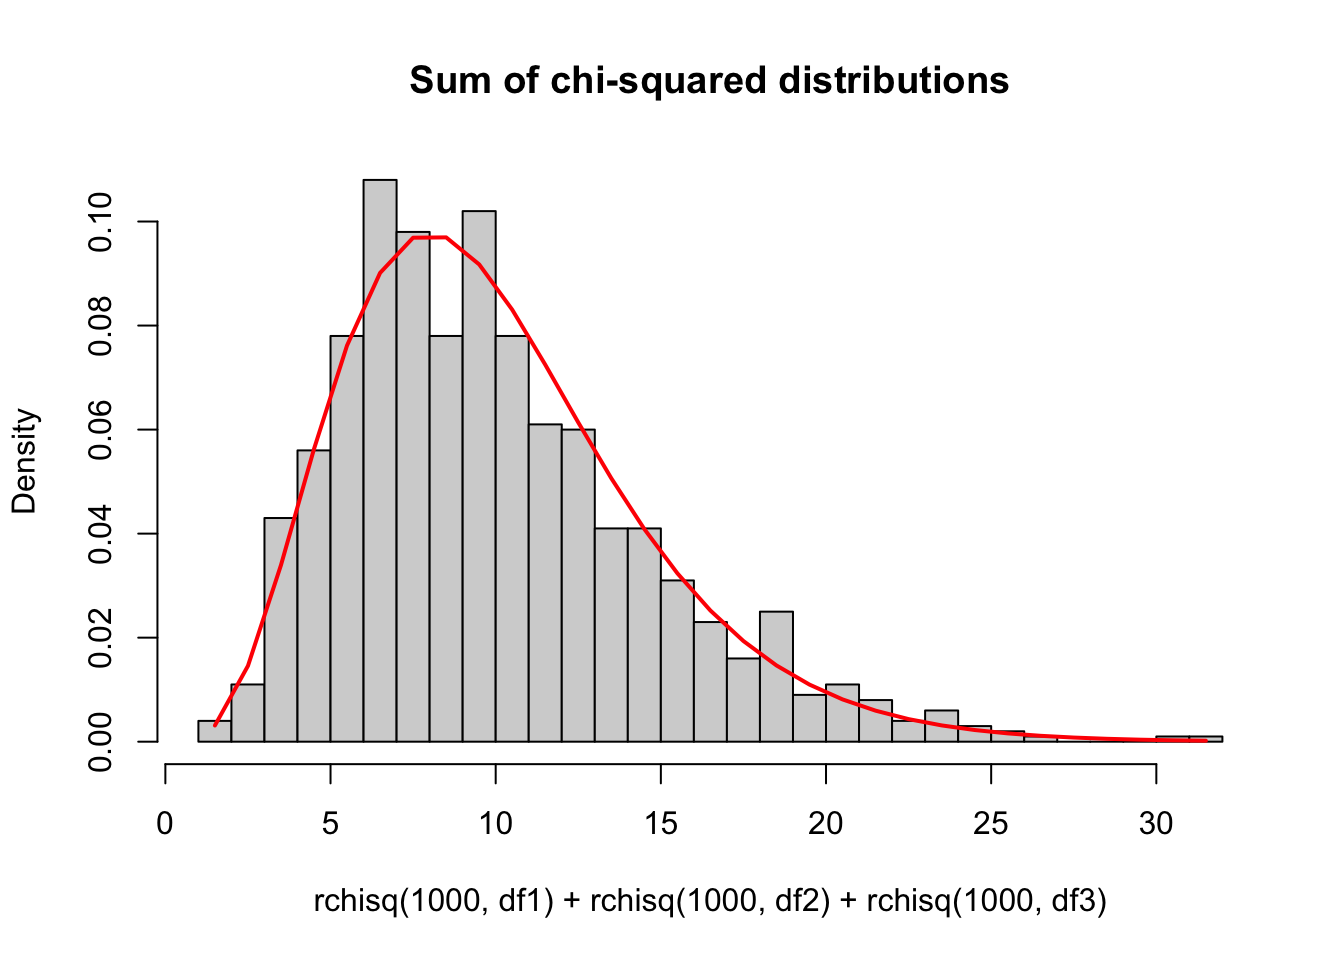 Sum of chi-squared distributions
Density
0.10
0.08
0.06
0.04
0.02
0.00
0 5 10 15 20 25 30
rchisq(1000, df1) + rchisq(1000, df2) + rchisq(1000, df3)